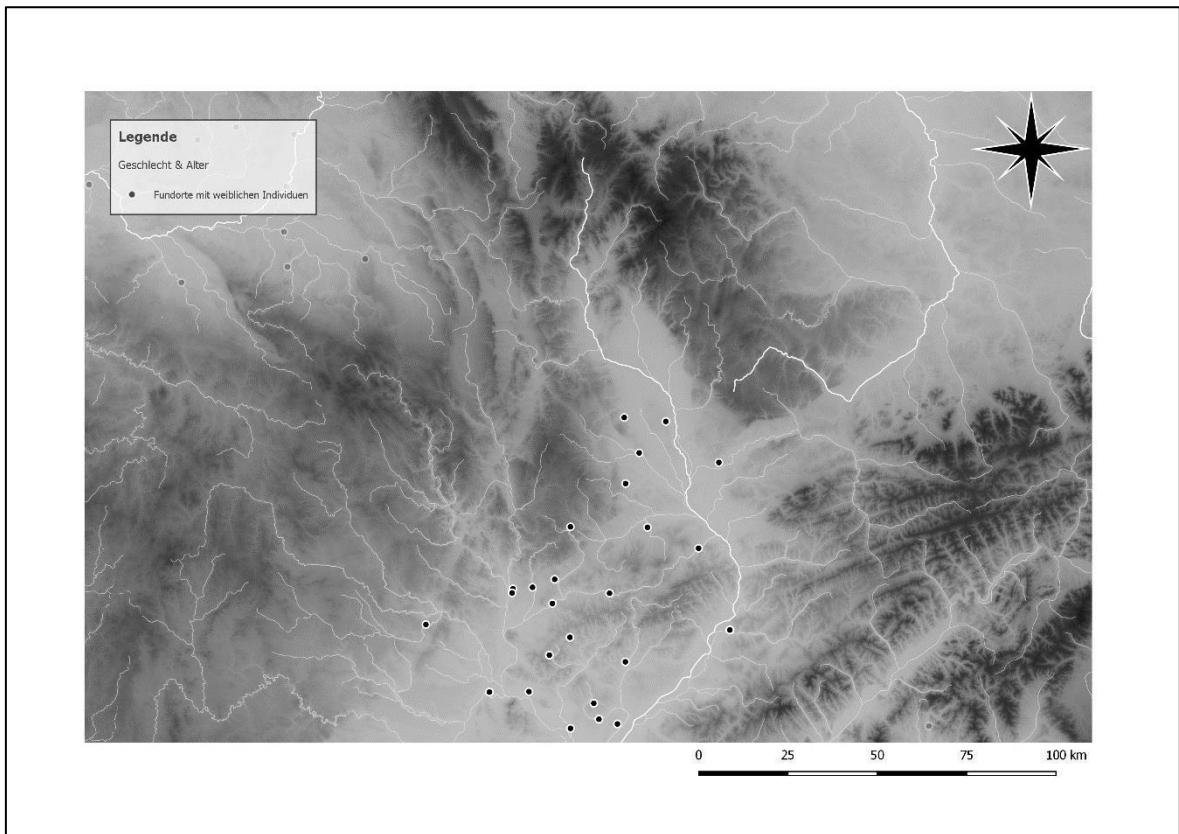 Legende
Geschlecht & Alter
Fundorte mit weiblichen Individuen
0 25 50 75 100 km